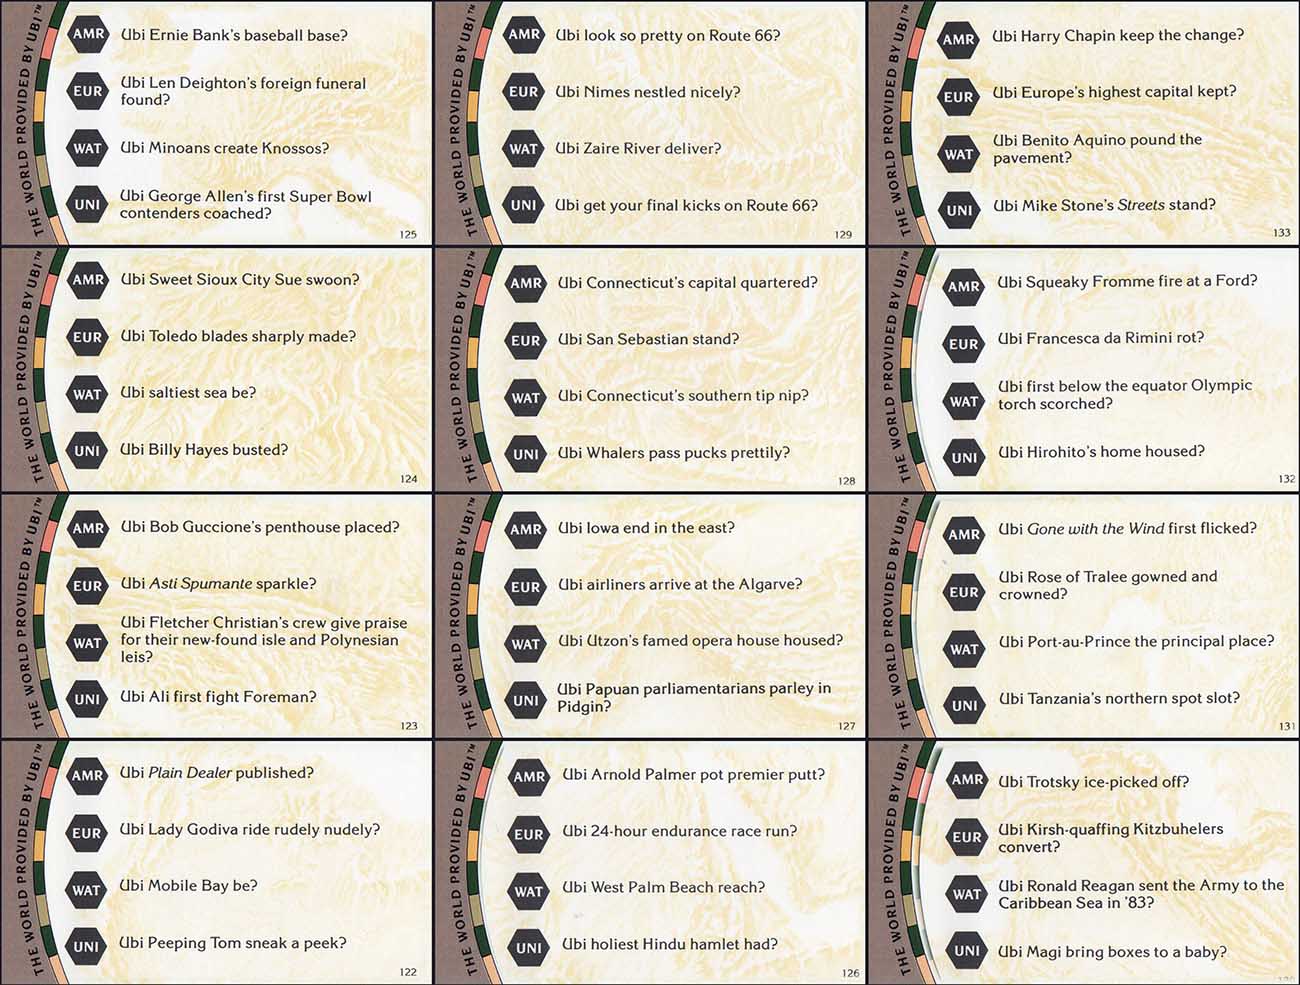 THE WORLD PROVIDED BY UBI™
AMR Ubi Ernie Bank's baseball base?
EUR Ubi Len Deighton's foreign funeral
found?
WAT Ubi Minoans create Knossos?
UNI Ubi George Allen's first Super Bowl
contenders coached?
125
THE WORLD PROVIDED BY UBI™
AMR Ubi look so pretty on Route 66?
EUR Ubi Nimes nestled nicely?
WAT Ubi Zaire River deliver?
UNI Ubi get your final kicks on Route 66?
129
THE WORLD PROVIDED BY UBI™
AMR Ubi Harry Chapin keep the change?
EUR Ubi Europe's highest capital kept?
WAT Ubi Benito Aquino pound the
pavement?
UNI Ubi Mike Stone's Streets stand?
133
THE WORLD PROVIDED BY UBI™
AMR Ubi Sweet Sioux City Sue swoon?
EUR Ubi Toledo blades sharply made?
WAT Ubi saltiest sea be?
UNI Ubi Billy Hayes busted?
124
THE WORLD PROVIDED BY UBI™
AMR Ubi Connecticut's capital quartered?
EUR Ubi San Sebastian stand?
WAT Ubi Connecticut's southern tip nip?
UNI Ubi Whalers pass pucks prettily?
128
THE WORLD PROVIDED BY UBI™
AMR Ubi Squeaky Fromme fire at a Ford?
EUR Ubi Francesca da Rimini rot?
WAT Ubi first below the equator Olympic
torch scorched?
UNI Ubi Hirohito's home housed?
132
THE WORLD PROVIDED BY UBI™
AMR Ubi Bob Guccione's penthouse placed?
EUR Ubi Asti Spumante sparkle?
WAT Ubi Fletcher Christian's crew give praise
for their new-found isle and Polynesian
leis?
UNI Ubi Ali first fight Foreman?
123
THE WORLD PROVIDED BY UBI™
AMR Ubi Iowa end in the east?
EUR Ubi airliners arrive at the Algarve?
WAT Ubi Utzon's famed opera house housed?
UNI Ubi Papuan parliamentarians parley in
Pidgin?
127
THE WORLD PROVIDED BY UBI™
AMR Ubi Gone with the Wind first flicked?
EUR Ubi Rose of Tralee gowned and
crowned?
WAT Ubi Port-au-Prince the principal place?
UNI Ubi Tanzania's northern spot slot?
131
THE WORLD PROVIDED BY UBI™
AMR Ubi Plain Dealer published?
EUR Ubi Lady Godiva ride rudely nudely?
WAT Ubi Mobile Bay be?
UNI Ubi Peeping Tom sneak a peek?
122
THE WORLD PROVIDED BY UBI™
AMR Ubi Arnold Palmer pot premier putt?
EUR Ubi 24-hour endurance race run?
WAT Ubi West Palm Beach reach?
UNI Ubi holiest Hindu hamlet had?
126
THE WORLD PROVIDED BY UBI™
AMR Ubi Trotsky ice-picked off?
EUR Ubi Kirsh-quaffing Kitzbuhelers
convert?
WAT Ubi Ronald Reagan sent the Army to the
Caribbean Sea in '83?
UNI Ubi Magi bring boxes to a baby?